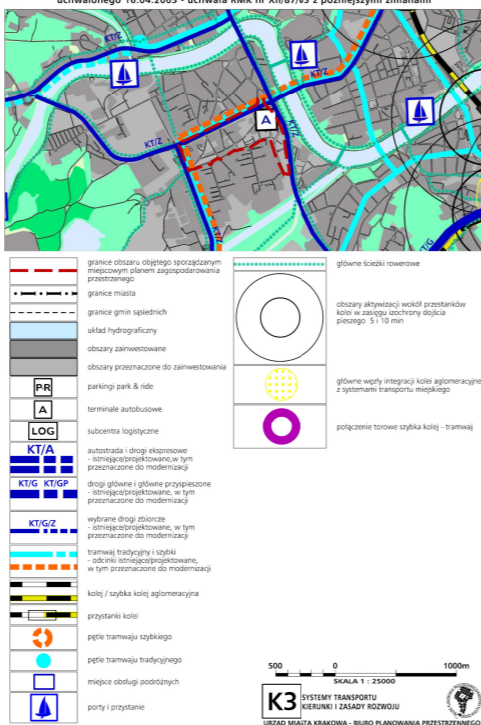 uchwalonego 16.04.2003 - uchwała RMK nr XII/87/03 z późniejszymi zmianami
KT/Z
KT/Z
KT/Z
A
KT/Z
KT/Z
KT/G
granice obszaru objętego sporządzanym
miejscowym planem zagospodarowania
przestrzenego
granice miasta
granice gmin sąsiednich
układ hydrograficzny
obszary zainwestowane
obszary przeznaczone do zainwestowania
PR
parkingi park & ride
A
terminale autobusowe
LOG
subcentra logistyczne
KT/A
autostrada i drogi ekspresowe
- istniejące/projektowane,w tym
przeznaczone do modernizacji
KT/G KT/GP
drogi główne i główne przyspieszone
- istniejące/projektowane, w tym
przeznaczone do modernizacji
KT/G/Z
wybrane drogi zbiorcze
- istniejące/projektowane, w tym
przeznaczone do modernizacji
tramwaj tradycyjny i szybki
- odcinki istniejące/projektowane,
w tym przeznaczone do modernizacji
kolej / szybka kolej aglomeracyjna
przystanki kolei
pętle tramwaju szybkiego
pętle tramwaju tradycyjnego
miejsce obsługi podróżnych
porty i przystanie
główne ścieżki rowerowe
obszary aktywizacji wokół przestanków
kolei w zasięgu izochrony dojścia
pieszego 5 i 10 min
główne węzły integracji kolei aglomeracyjne
z systemami transportu miejskiego
połączenie torowe szybka kolej - tramwaj
500 0 1000m
SKALA 1 : 25000
K3
SYSTEMY TRANSPORTU
KIERUNKI I ZASADY ROZWOJU
URZĄD MIASTA KRAKOWA - BIURO PLANOWANIA PRZESTRZENNEGO